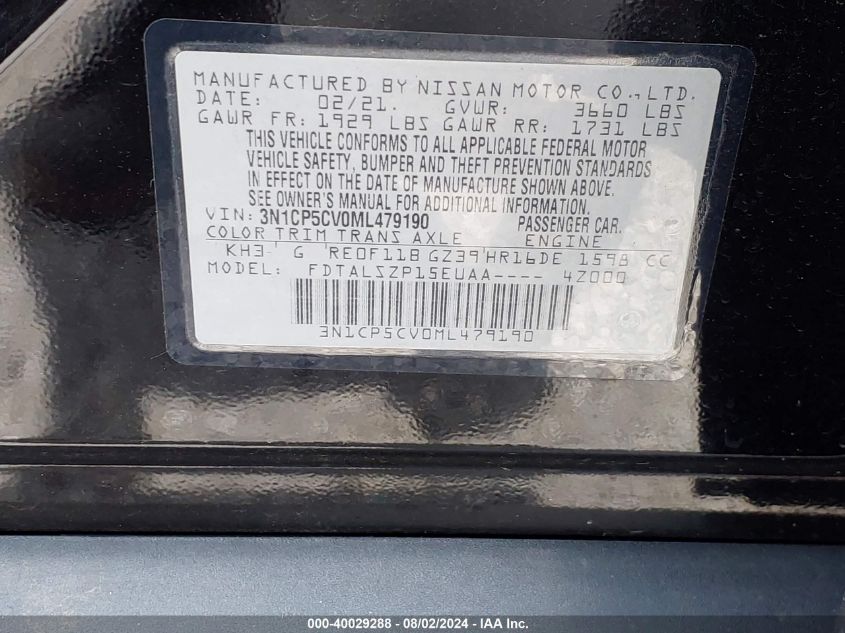 MANUFACTURED BY NISSAN MOTOR CO., LTD.
DATE: 02/21. GVWR: 3660 LBS
GAWR FR: 1929 LBS GAWR RR: 1731 LBS
THIS VEHICLE CONFORMS TO ALL APPLICABLE FEDERAL MOTOR
VEHICLE SAFETY, BUMPER AND THEFT PREVENTION STANDARDS
IN EFFECT ON THE DATE OF MANUFACTURE SHOWN ABOVE.
SEE OWNER'S MANUAL FOR ADDITIONAL INFORMATION.
VIN: 3N1CP5CV0ML479190 PASSENGER CAR.
COLOR TRIM TRANS AXLE ENGINE
KH3 G RE0F11B GZ39 HR16DE 1598 CC
MODEL: FDTALSZP15EUAA---- 4Z000
3N1CP5CV0ML479190
000-40029288 - 08/02/2024 - IAA Inc.